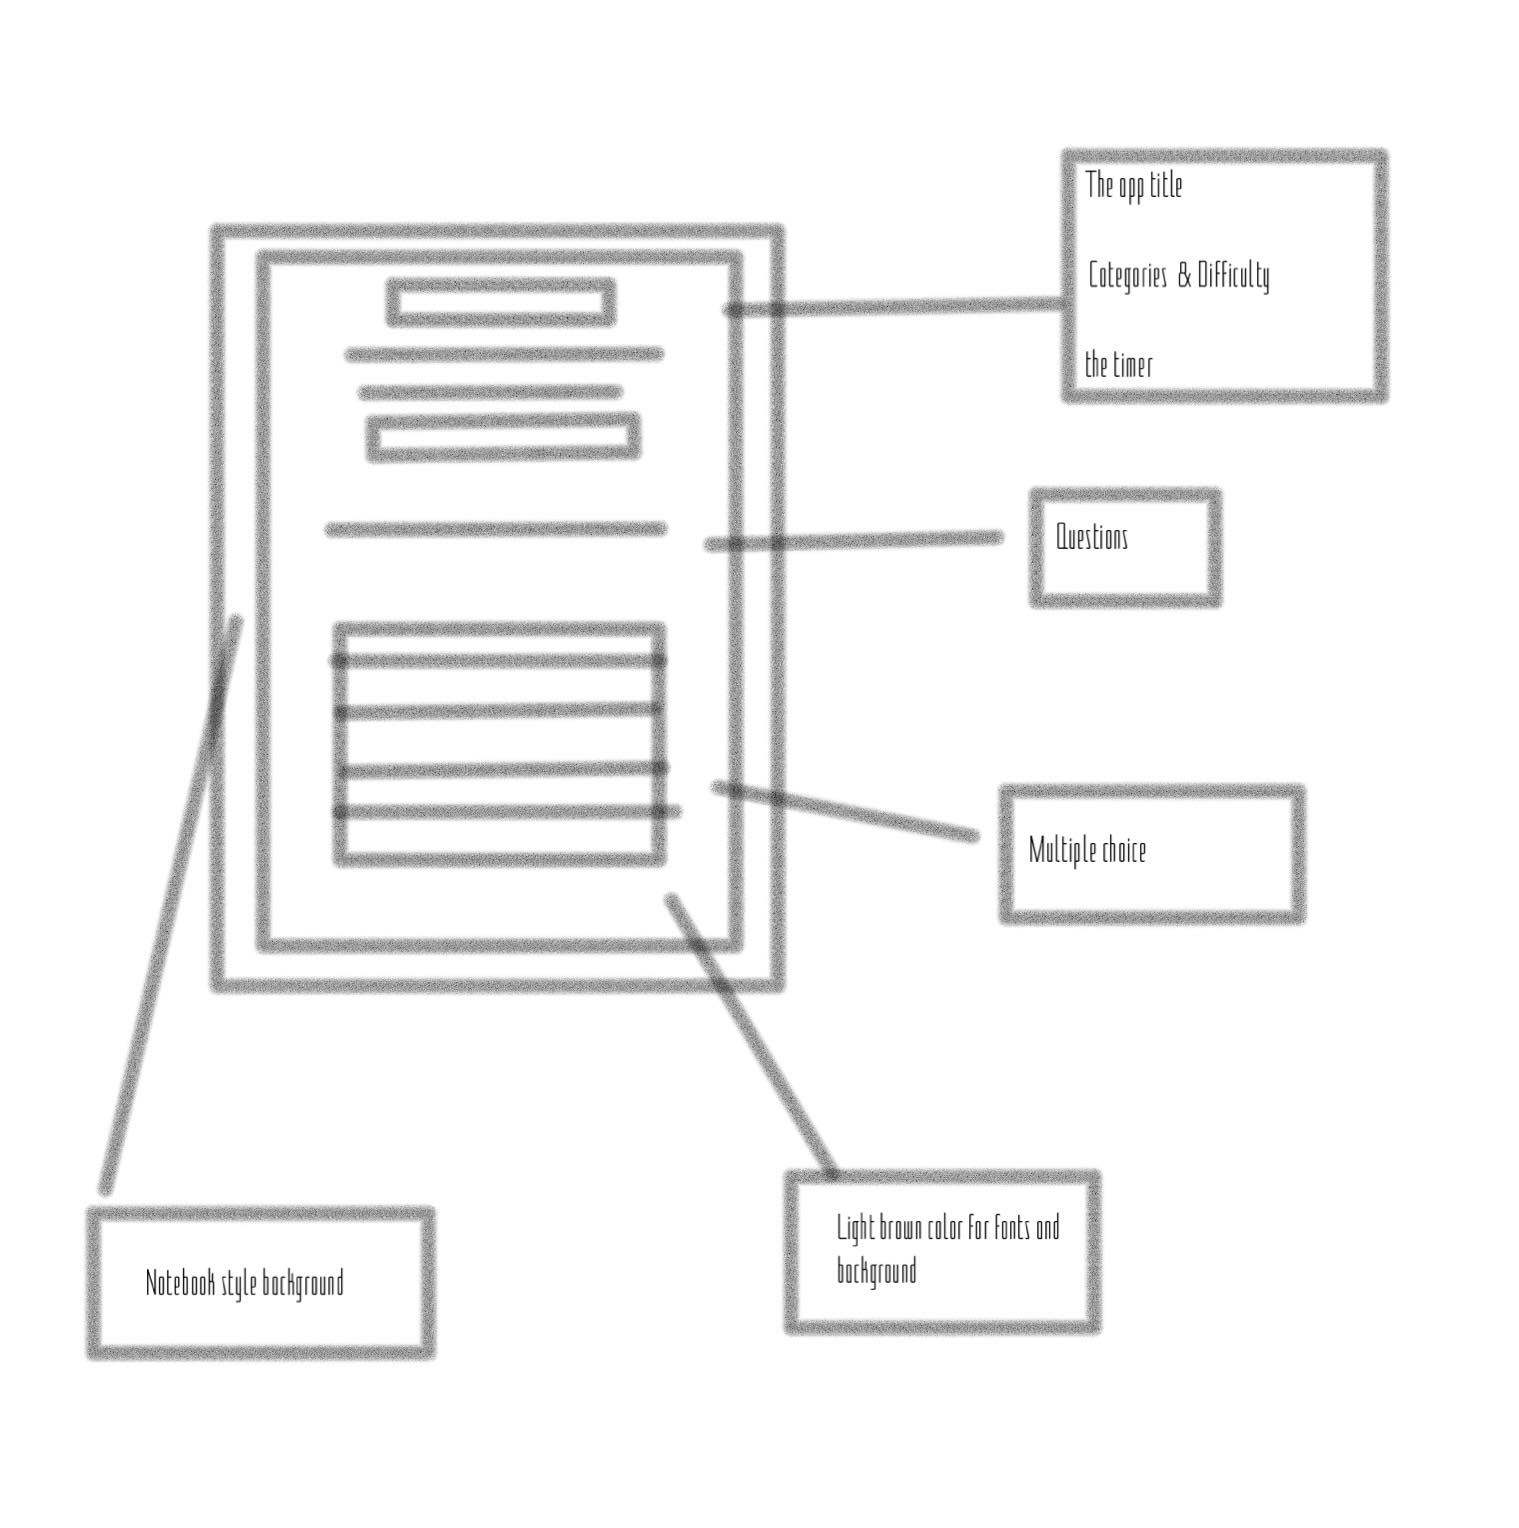 The app title
Categories & Difficulty
the timer
Questions
Multiple choice
Light brown color for fonts and
background
Notebook style background